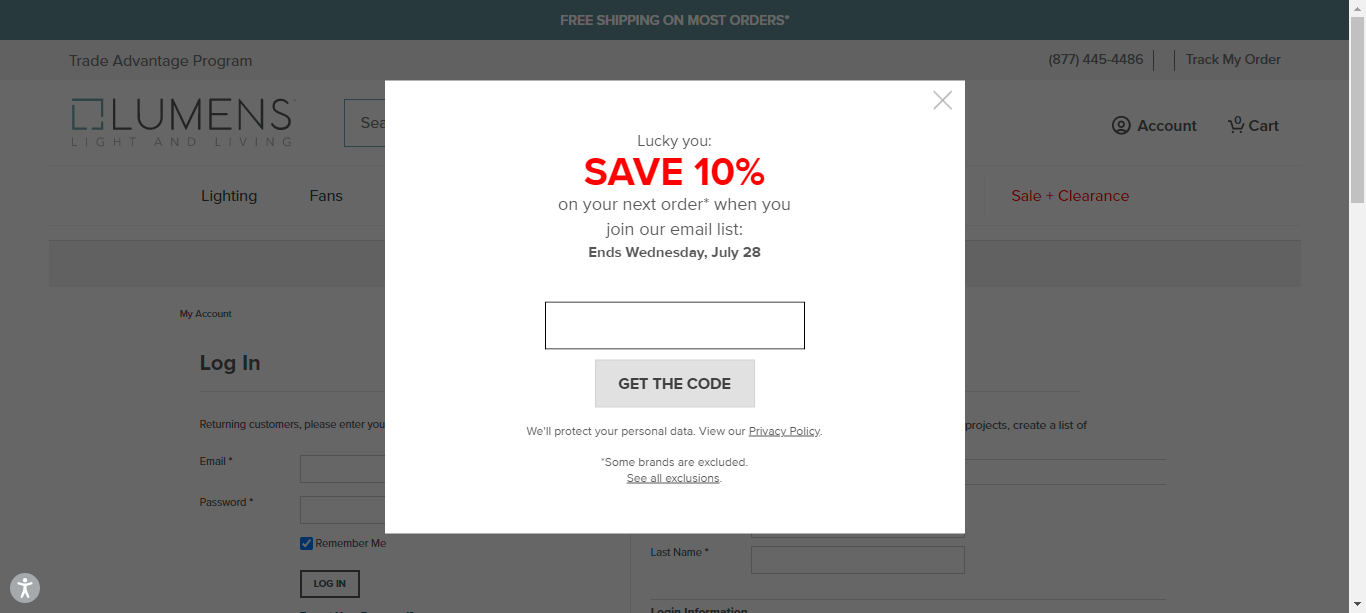 FREE SHIPPING ON MOST ORDERS*
Trade Advantage Program
(877) 445-4486
Track My Order
LUMENS
LIGHT AND LIVING
Sea
Account
0
Cart
Lighting
Fans
Sale + Clearance
Lucky you:
SAVE 10%
on your next order* when you
join our email list:
Ends Wednesday, July 28
GET THE CODE
We'll protect your personal data. View our Privacy Policy.
*Some brands are excluded.
See all exclusions.
My Account
Log In
Returning customers, please enter you
projects, create a list of
Email *
Password *
Remember Me
LOG IN
Last Name *
Login Information